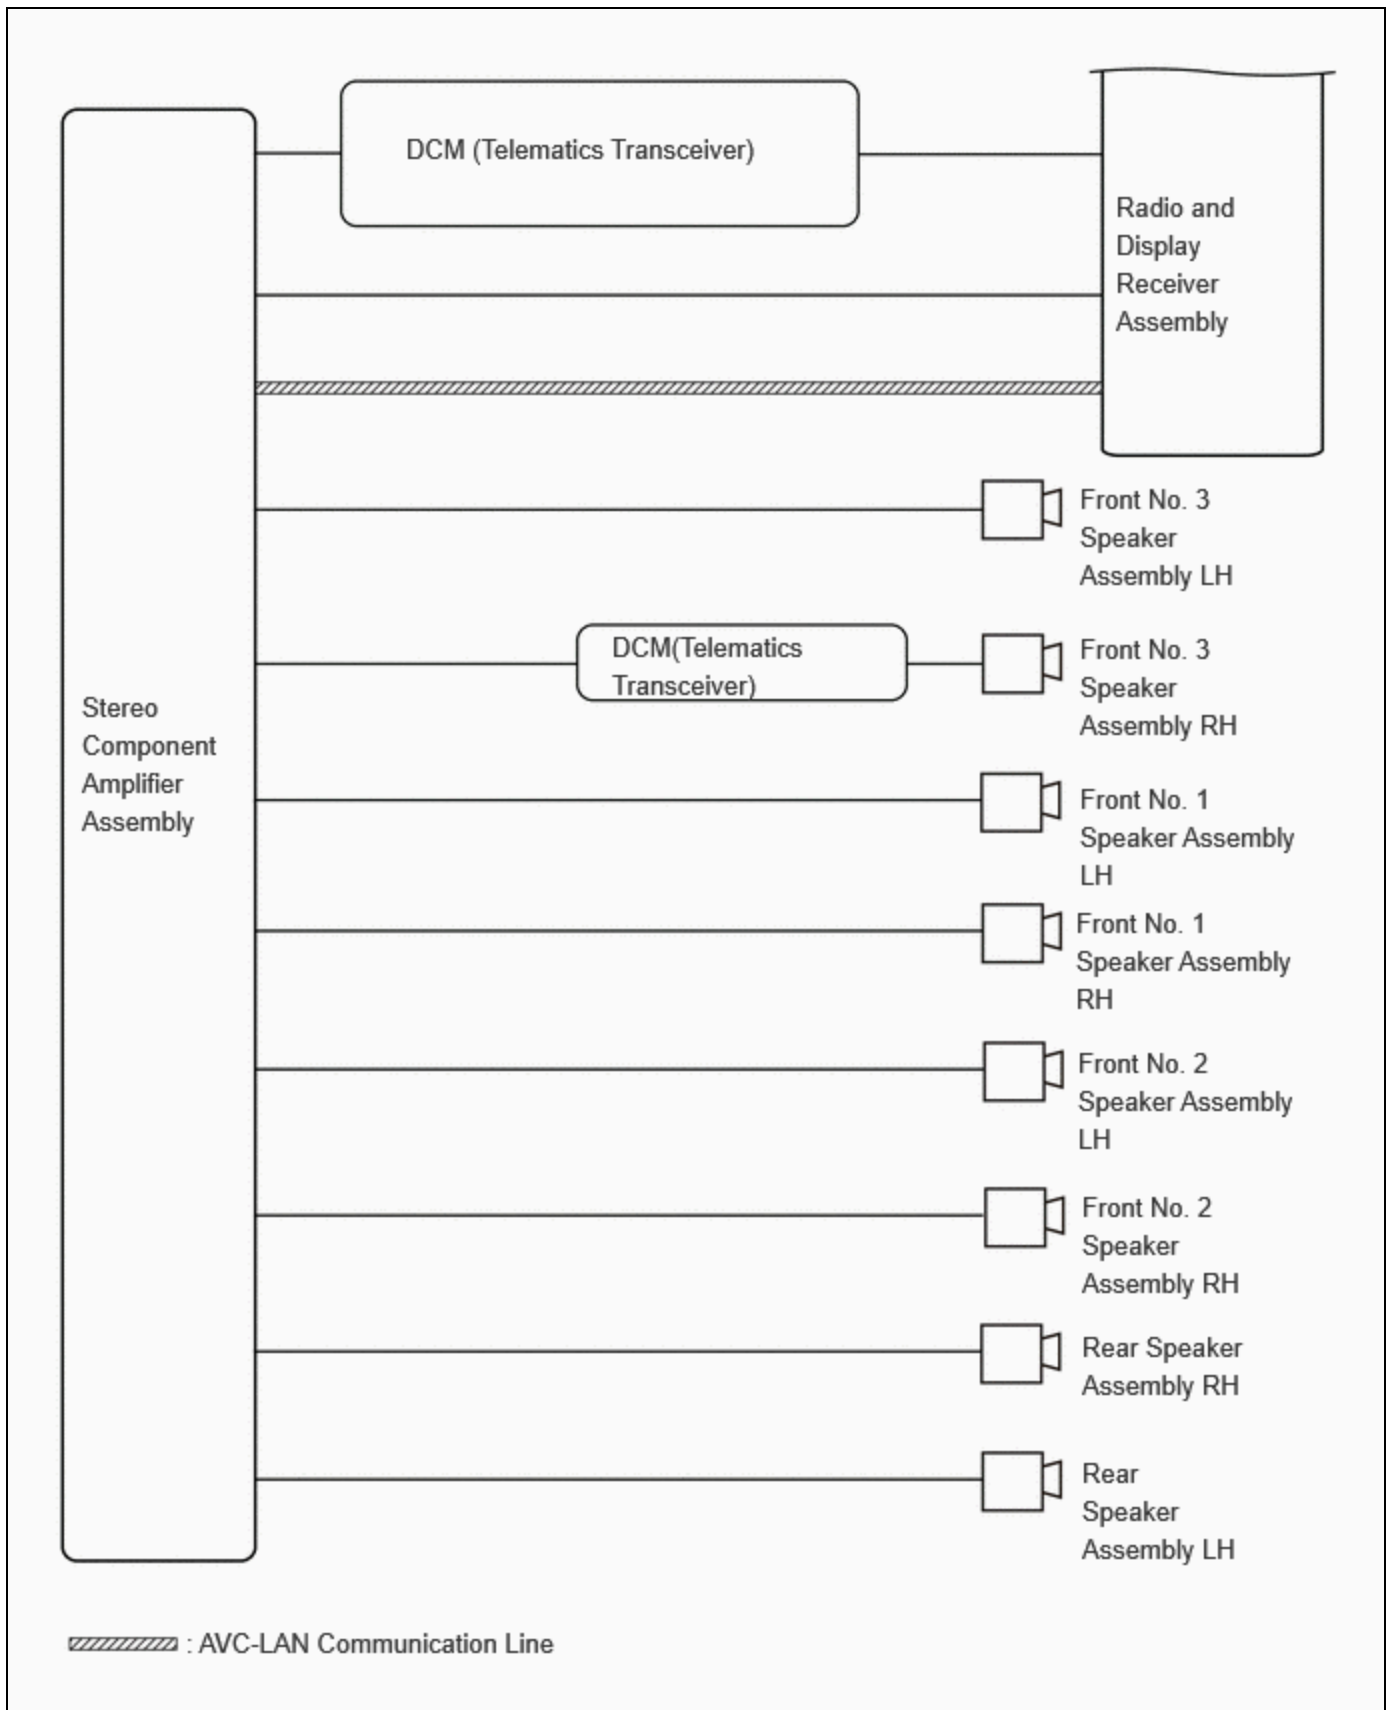 DCM (Telematics Transceiver)
Radio and
Display
Receiver
Assembly
Front No. 3
Speaker
Assembly LH
DCM(Telematics
Transceiver)
Front No. 3
Speaker
Assembly RH
Stereo
Component
Amplifier
Assembly
Front No. 1
Speaker Assembly
LH
Front No. 1
Speaker Assembly
RH
Front No. 2
Speaker Assembly
LH
Front No. 2
Speaker
Assembly RH
Rear Speaker
Assembly RH
Rear
Speaker
Assembly LH
: AVC-LAN Communication Line